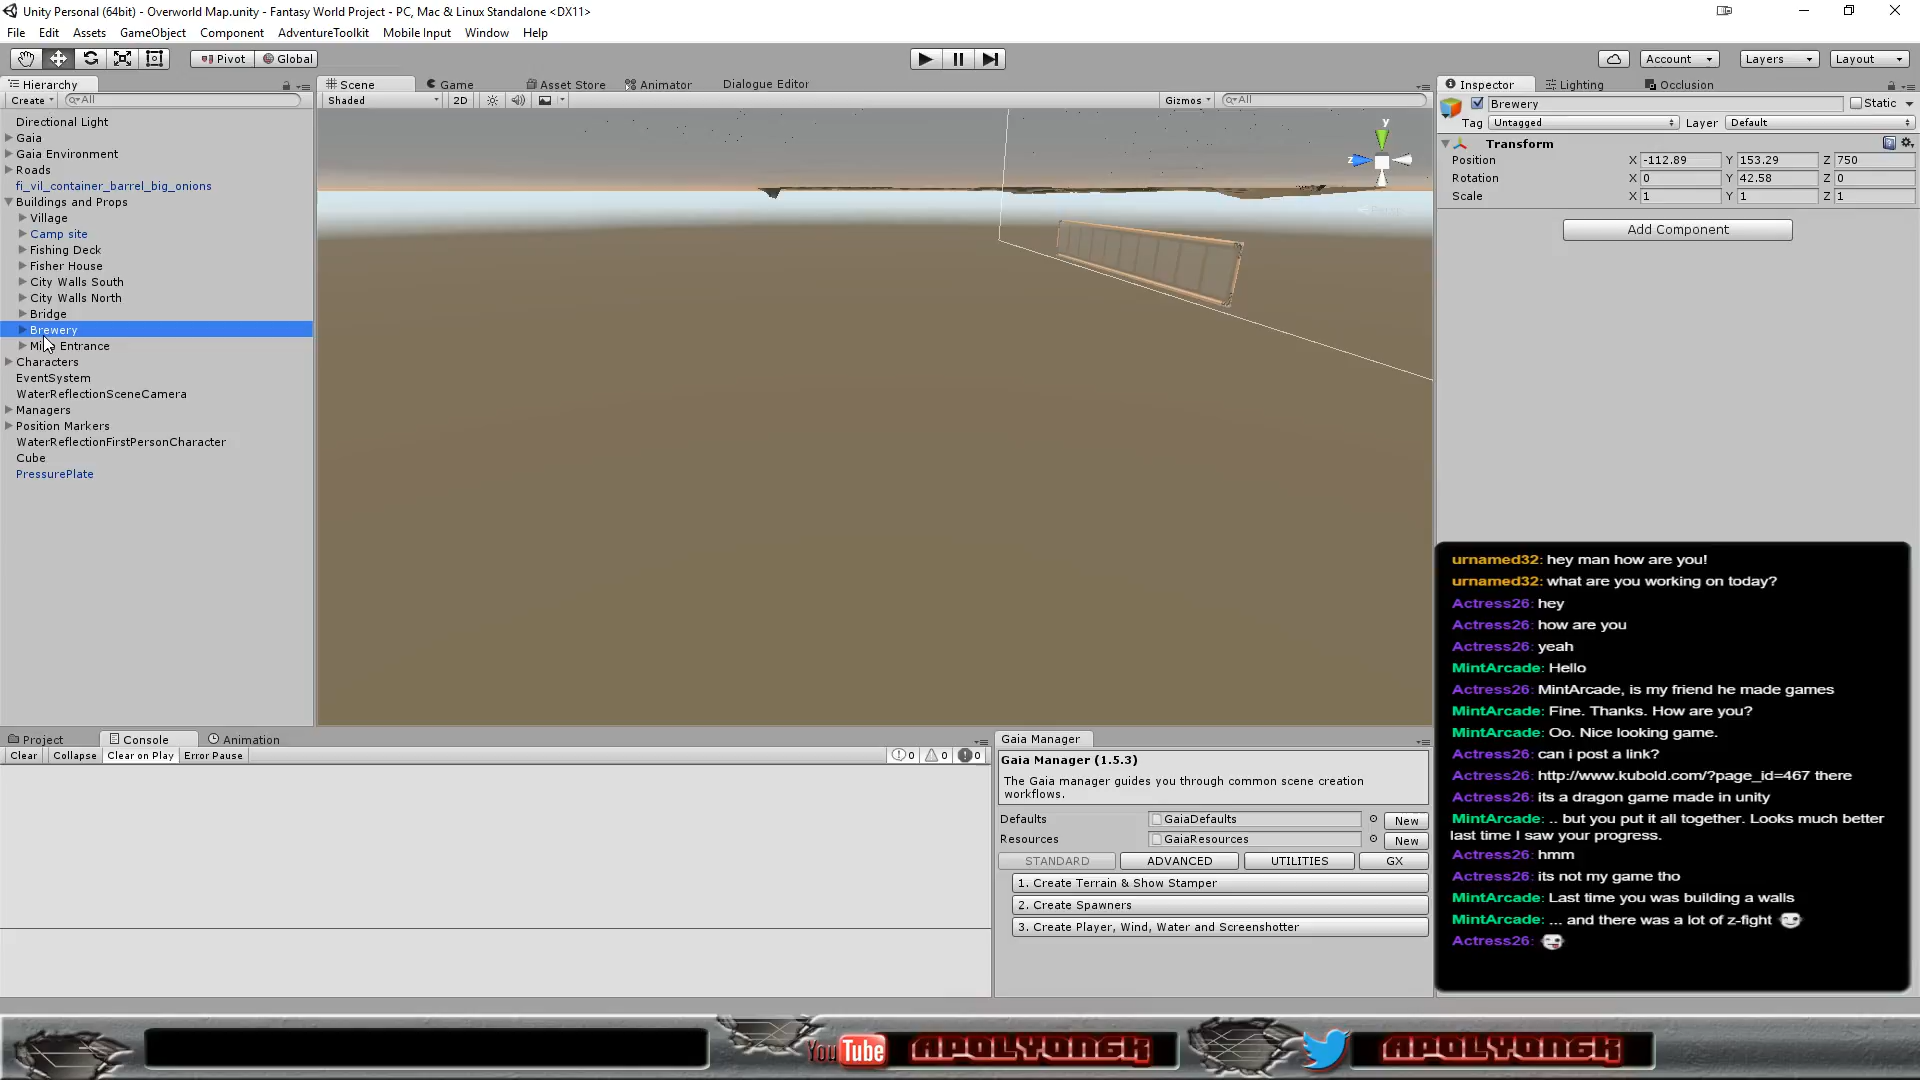 Unity Personal (64bit) - Overworld Map.unity - Fantasy World Project - PC, Mac & Linux Standalone <DX11>
File Edit Assets GameObject Component AdventureToolkit Mobile Input Window Help
Pivot Global Account Layers Layout
Hierarchy Scene Game Asset Store Animator Dialogue Editor Inspector Lighting Occlusion
Create All Shaded 2D Gizmos All
Brewery Static
Tag Untagged Layer Default
Transform
Position X -112.89 Y 153.29 Z 750
Rotation X 0 Y 42.58 Z 0
Scale X 1 Y 1 Z 1
Add Component
Directional Light
Gaia
Gaia Environment
Roads
fi_vil_container_barrel_big_onions
Buildings and Props
Village
Camp site
Fishing Deck
Fisher House
City Walls South
City Walls North
Bridge
Brewery
Entrance
Characters
EventSystem
WaterReflectionSceneCamera
Managers
Position Markers
WaterReflectionFirstPersonCharacter
Cube
PressurePlate
y
z
urnamed32: hey man how are you!
urnamed32: what are you working on today?
Actress26: hey
Actress26: how are you
Actress26: yeah
MintArcade: Hello
Actress26: MintArcade, is my friend he made games
MintArcade: Fine. Thanks. How are you?
MintArcade: Oo. Nice looking game.
Actress26: can i post a link?
Actress26: http://www.kubold.com/?page_id=467 there
Actress26: its a dragon game made in unity
MintArcade: .. but you put it all together. Looks much better
last time I saw your progress.
Actress26: hmm
Actress26: its not my game tho
MintArcade: Last time you was building a walls
MintArcade: ... and there was a lot of z-fight
Actress26:
Project Console Animation
Clear Collapse Clear on Play Error Pause 0 0 0
Gaia Manager
Gaia Manager (1.5.3)
The Gaia manager guides you through common scene creation
workflows.
Defaults GaiaDefaults New
Resources GaiaResources New
STANDARD ADVANCED UTILITIES GX
1. Create Terrain & Show Stamper
2. Create Spawners
3. Create Player, Wind, Water and Screenshotter
YouTube APOLYONGK APOLYONGK